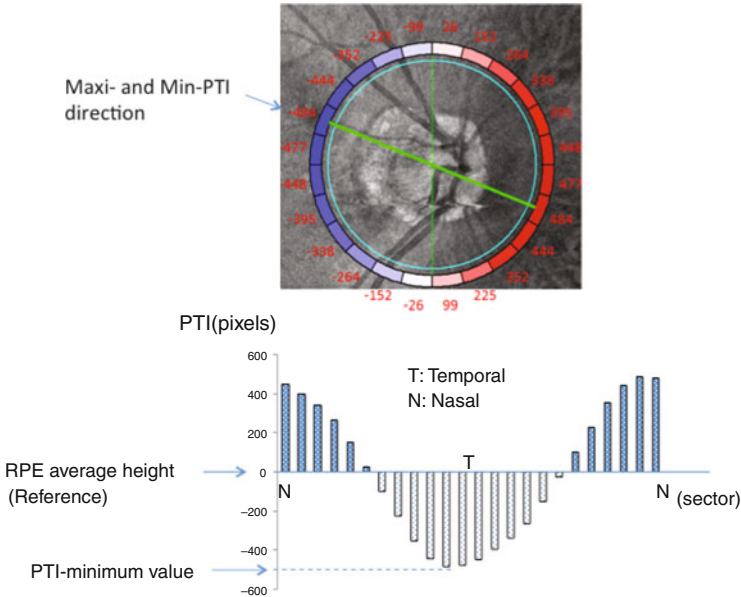 -99 26
152
-352
-444 338
Maxi- and Min-PTI
direction
-484 395
-477 448
-448 477
-395 484
-338 444
-264 352
-152 225
-26 99
PTI(pixels)
600
T: Temporal
400
N: Nasal
200
T
RPE average height
(Reference)
0
N
N (sector)
−200
−400
PTI-minimum value
−600